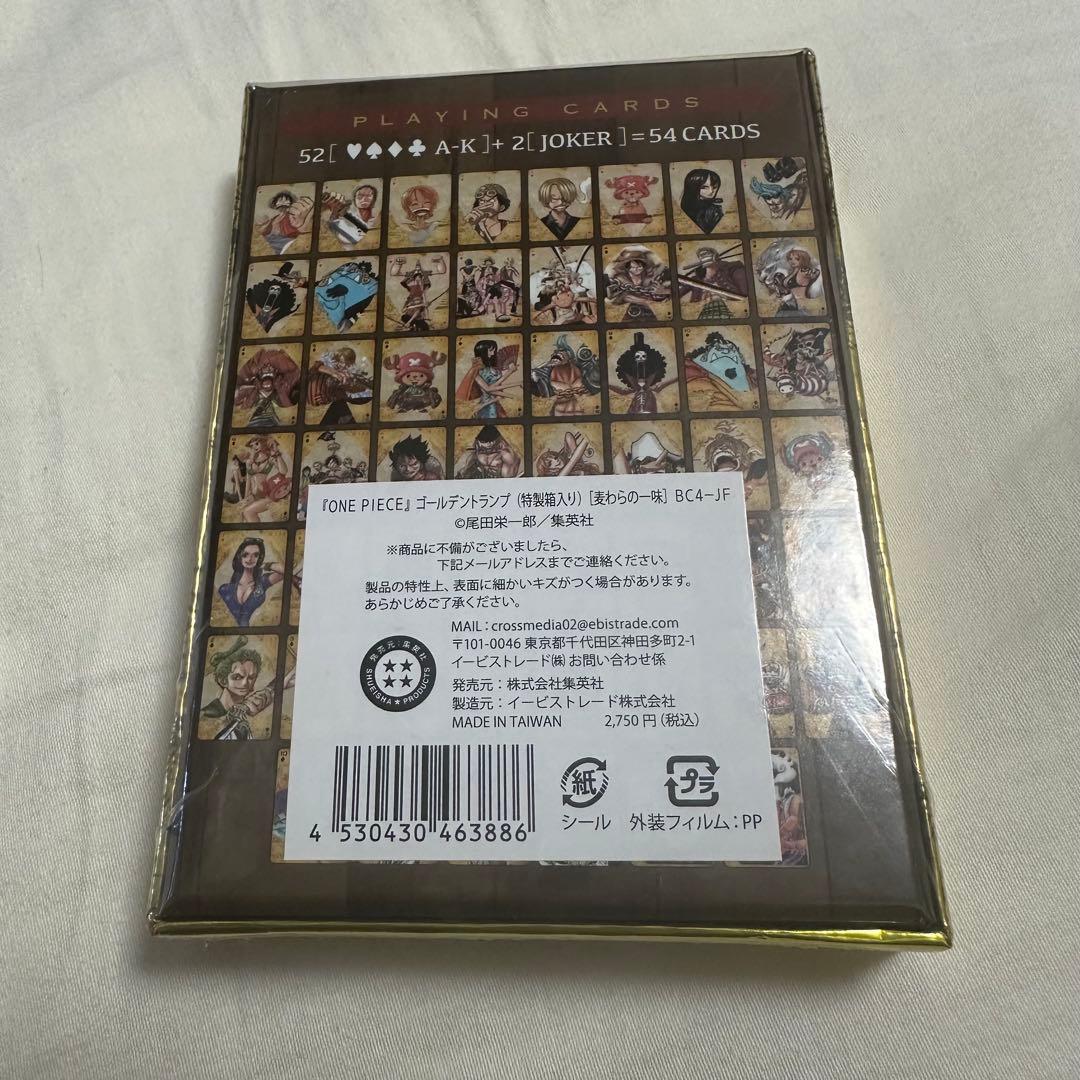 PLAYING CARDS
52 [ ♥♠♦♣ A-K ]+ 2[ JOKER ]=54 CARDS
『ONE PIECE』ゴールデントランプ（特製箱入り）[麦わらの一味] BC4-JF
©尾田栄一郎／集英社
※商品に不備がございましたら、
下記メールアドレスまでご連絡ください。
製品の特性上、表面に細かいキズがつく場合があります。
あらかじめご了承ください。
MAIL：crossmedia02@ebistrade.com
〒101-0046 東京都千代田区神田多町2-1
イービストレード㈱ お問い合わせ係
発売元：株式会社集英社
製造元：イービストレード株式会社
MADE IN TAIWAN 2,750円（税込）
発売元：集英社
SHUEISHA★PRODUCTS
4 530430 463886
紙
シール
プラ
外装フィルム：PP